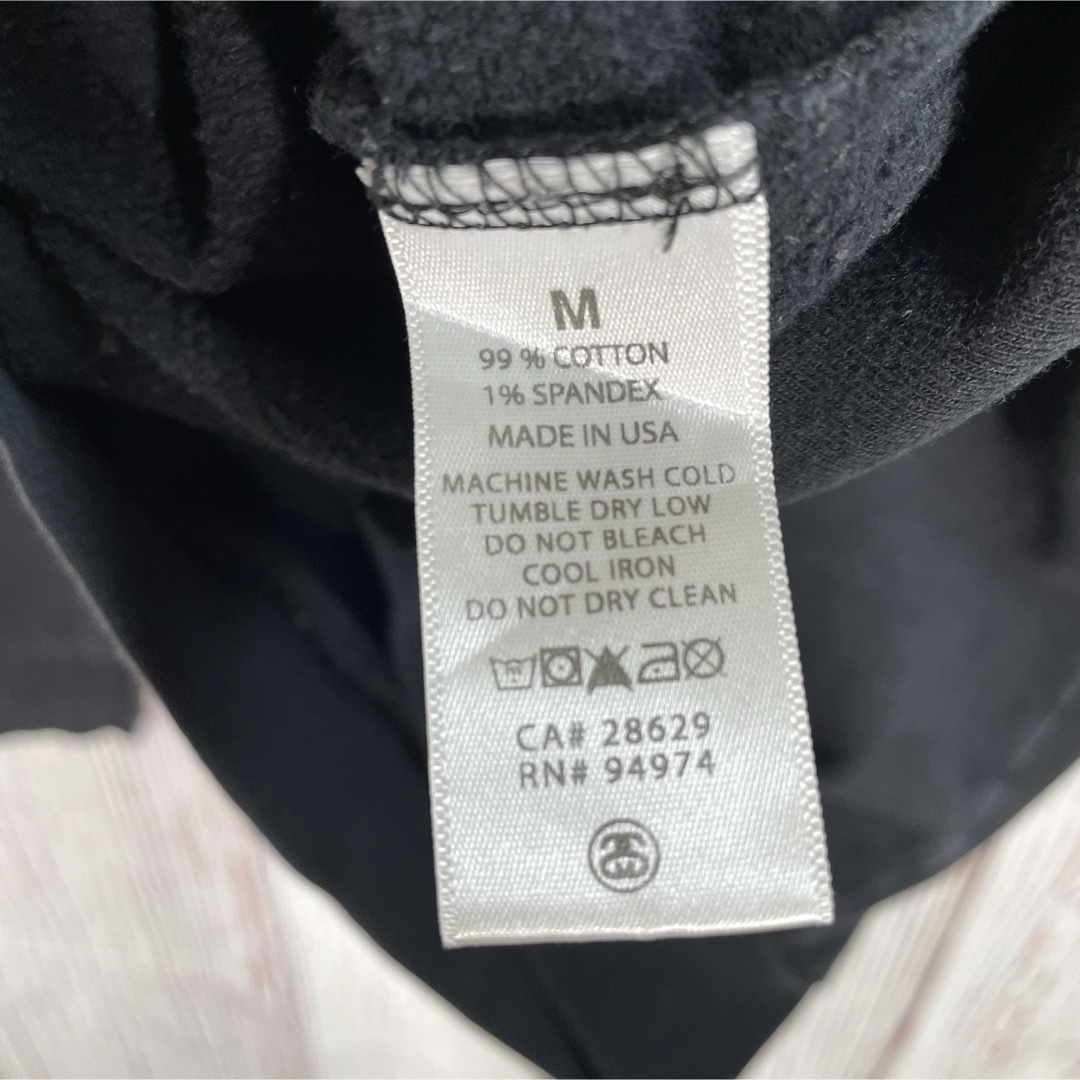 M
99 % COTTON
1% SPANDEX
MADE IN USA
MACHINE WASH COLD
TUMBLE DRY LOW
DO NOT BLEACH
COOL IRON
DO NOT DRY CLEAN
CA# 28629
RN# 94974